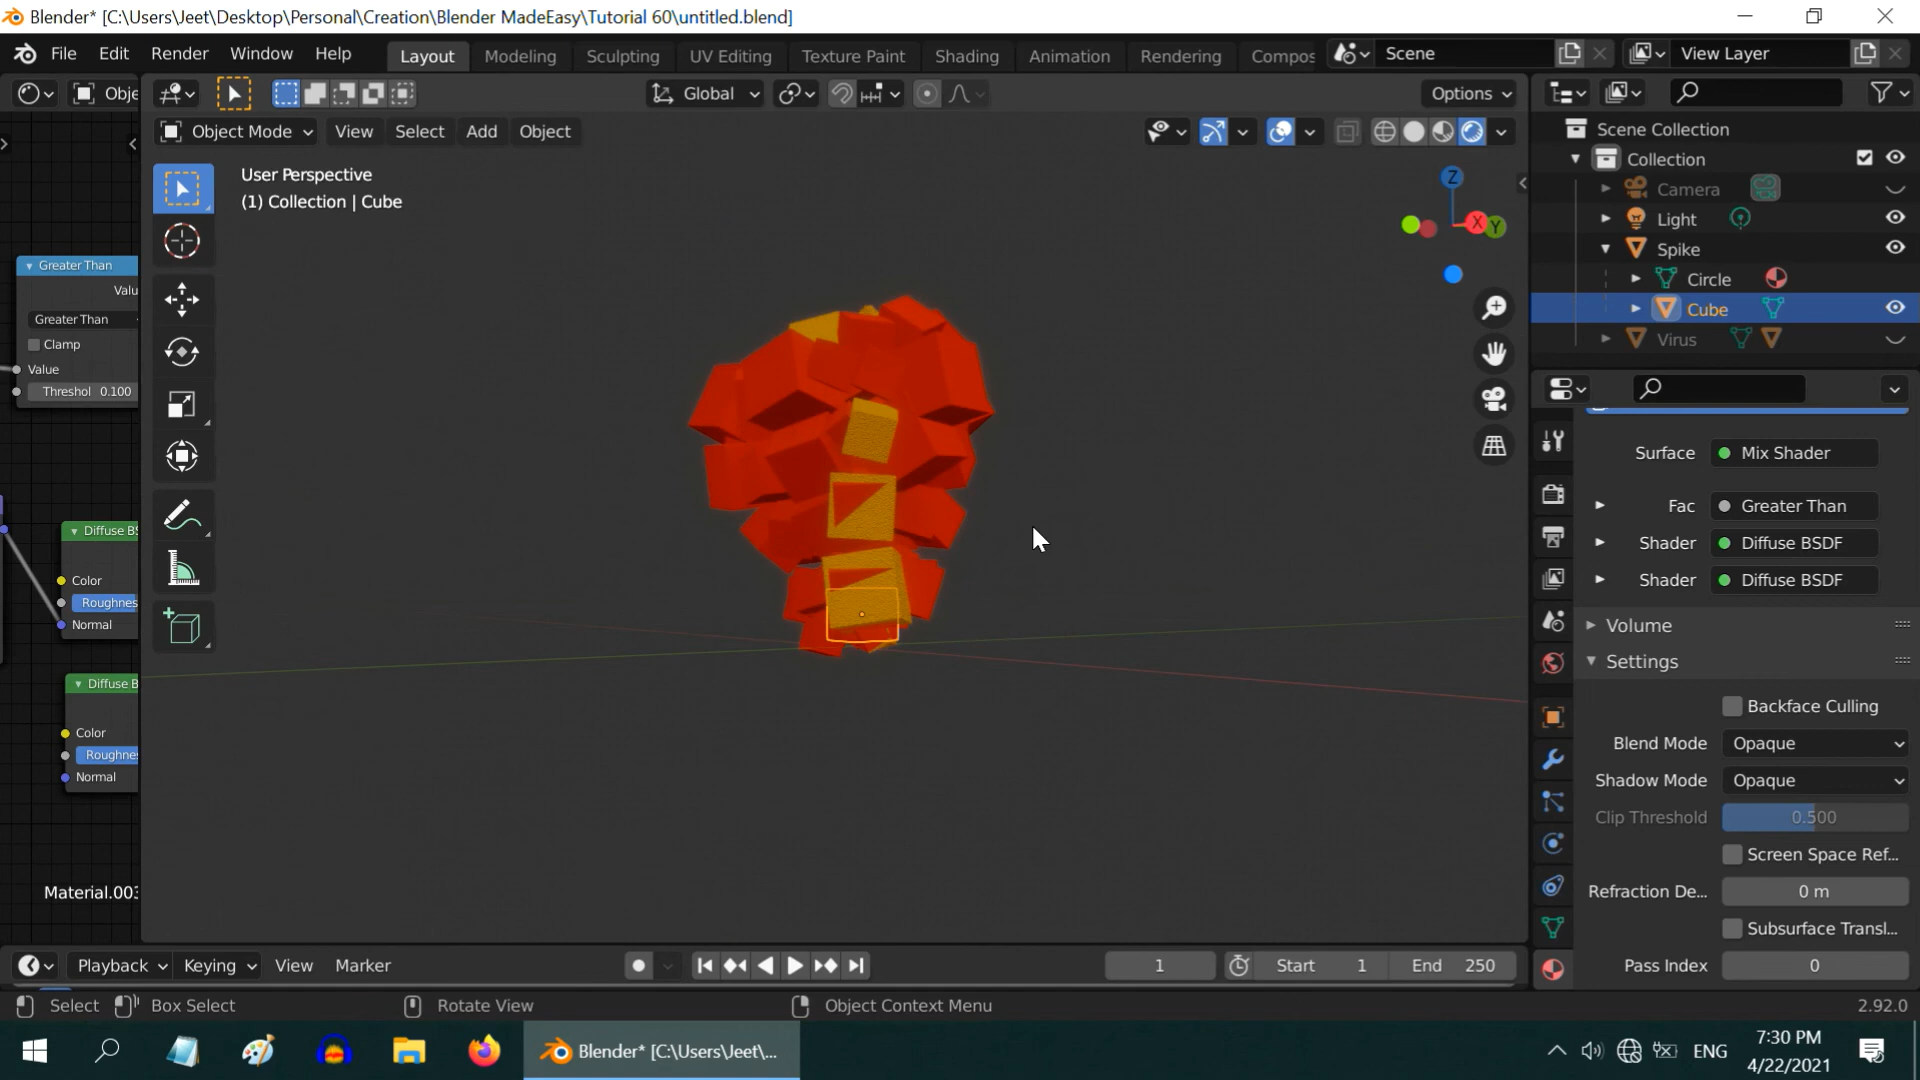 Blender* [C:\Users\Jeet\Desktop\Personal\Creation\Blender MadeEasy\Tutorial 60\untitled.blend]
File Edit Render Window Help Layout Modeling Sculpting UV Editing Texture Paint Shading Animation Rendering Compos Scene View Layer
Obje Global Options
Object Mode View Select Add Object
User Perspective
(1) Collection | Cube
Z
X Y
Greater Than
Valu
Greater Than
Clamp
Value
Threshol 0.100
Diffuse BS
Color
Roughnes
Normal
Diffuse B
Color
Roughnes
Normal
Material.003
Scene Collection
Collection
Camera
Light
Spike
Circle
Cube
Virus
Surface Mix Shader
Fac Greater Than
Shader Diffuse BSDF
Shader Diffuse BSDF
Volume
Settings
Backface Culling
Blend Mode Opaque
Shadow Mode Opaque
Clip Threshold 0.500
Screen Space Ref...
Refraction De... 0 m
Subsurface Transl...
Pass Index 0
Playback Keying View Marker 1 Start 1 End 250
Select Box Select Rotate View Object Context Menu 2.92.0
Blender* [C:\Users\Jeet\... ENG 7:30 PM
4/22/2021